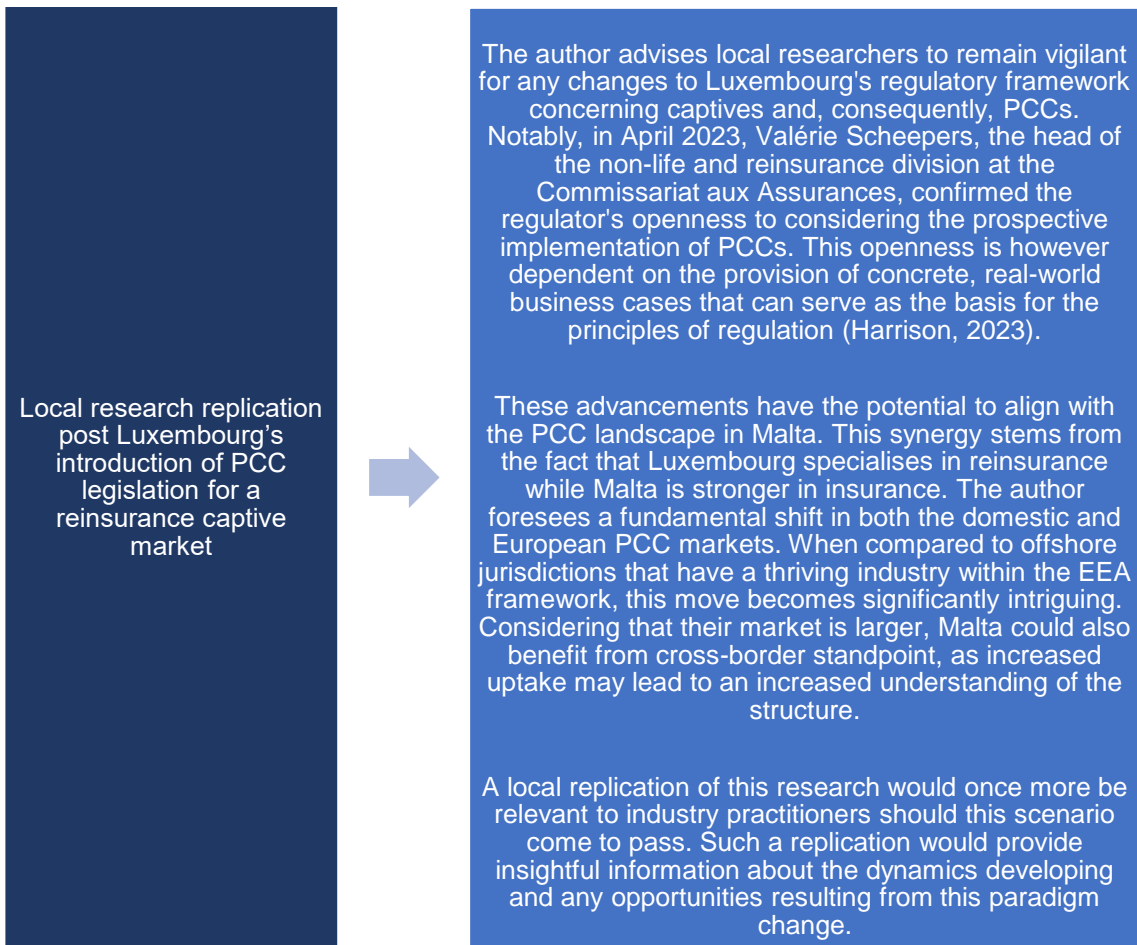 Local research replication
post Luxembourg’s
introduction of PCC
legislation for a
reinsurance captive
market
The author advises local researchers to remain vigilant
for any changes to Luxembourg's regulatory framework
concerning captives and, consequently, PCCs.
Notably, in April 2023, Valérie Scheepers, the head of
the non-life and reinsurance division at the
Commissariat aux Assurances, confirmed the
regulator's openness to considering the prospective
implementation of PCCs. This openness is however
dependent on the provision of concrete, real-world
business cases that can serve as the basis for the
principles of regulation (Harrison, 2023).
These advancements have the potential to align with
the PCC landscape in Malta. This synergy stems from
the fact that Luxembourg specialises in reinsurance
while Malta is stronger in insurance. The author
foresees a fundamental shift in both the domestic and
European PCC markets. When compared to offshore
jurisdictions that have a thriving industry within the EEA
framework, this move becomes significantly intriguing.
Considering that their market is larger, Malta could also
benefit from cross-border standpoint, as increased
uptake may lead to an increased understanding of the
structure.
A local replication of this research would once more be
relevant to industry practitioners should this scenario
come to pass. Such a replication would provide
insightful information about the dynamics developing
and any opportunities resulting from this paradigm
change.